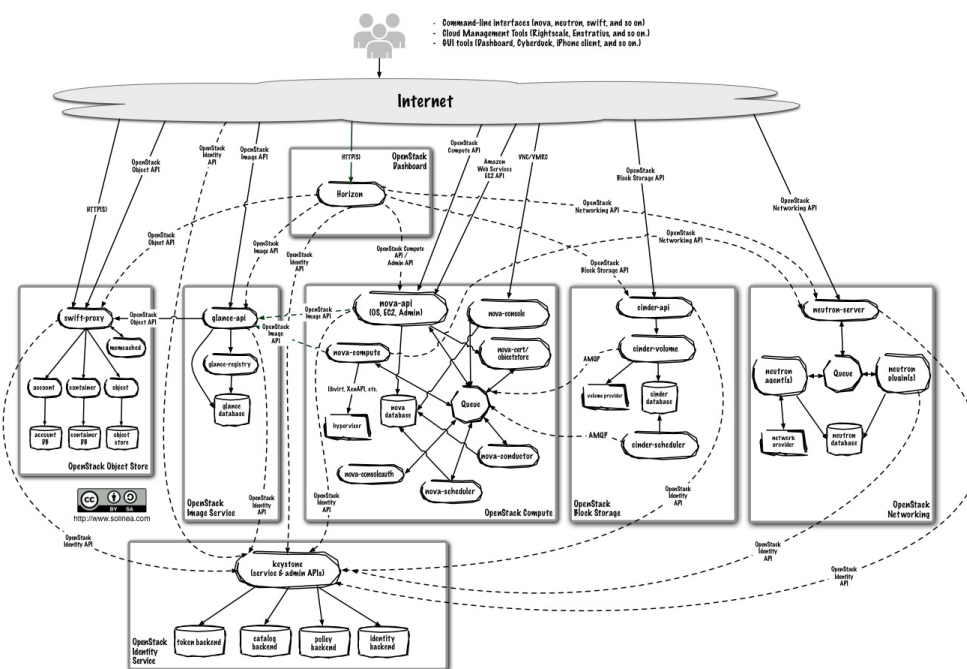 - Command-line interfaces (nova, neutron, swift, and so on)
- Cloud Management Tools (Rightscale, Enstratius, and so on.)
- GUI tools (Dashboard, Cyberduck, iPhone client, and so on.)
Internet
OpenStack
Object API
HTTP(S)
OpenStack
Identity
API
OpenStack
Image API
HTTP(S)
OpenStack
Dashboard
Horizon
OpenStack
Compute API
Amazon
Web Services
EC2 API
VNC/VMRC
OpenStack
Block Storage API
OpenStack
Networking API
OpenStack
Networking API
OpenStack
Object API
OpenStack
Image API
OpenStack
Identity
API
OpenStack Compute
API /
Admin API
OpenStack
Networking API
OpenStack
Block Storage API
swift-proxy
memcached
account
container
object
account
DB
container
DB
object
store
OpenStack Object Store
OpenStack
Object API
glance-api
glance-registry
glance
database
OpenStack
Identity
API
OpenStack
Image Service
OpenStack
Image API
OpenStack
Image
API
nova-api
(OS, EC2, Admin)
nova-console
nova-compute
nova-cert/
objectstore
libvirt, XenAPI, etc.
hypervisor
nova
database
Queue
nova-conductor
nova-consoleauth
nova-scheduler
OpenStack
Identity
API
OpenStack Compute
AMQP
AMQP
cinder-api
cinder-volume
volume provider
cinder
database
cinder-scheduler
OpenStack
Identity
API
OpenStack
Block Storage
neutron-server
neutron
agent(s)
Queue
neutron
plugin(s)
network
provider
neutron
database
OpenStack
Networking
cc
BY SA
http://www.solinea.com
OpenStack
Identity
API
OpenStack
Identity
API
OpenStack
Identity
API
keystone
(service & admin APIs)
token backend
catalog
backend
policy
backend
identity
backend
OpenStack
Identity
Service